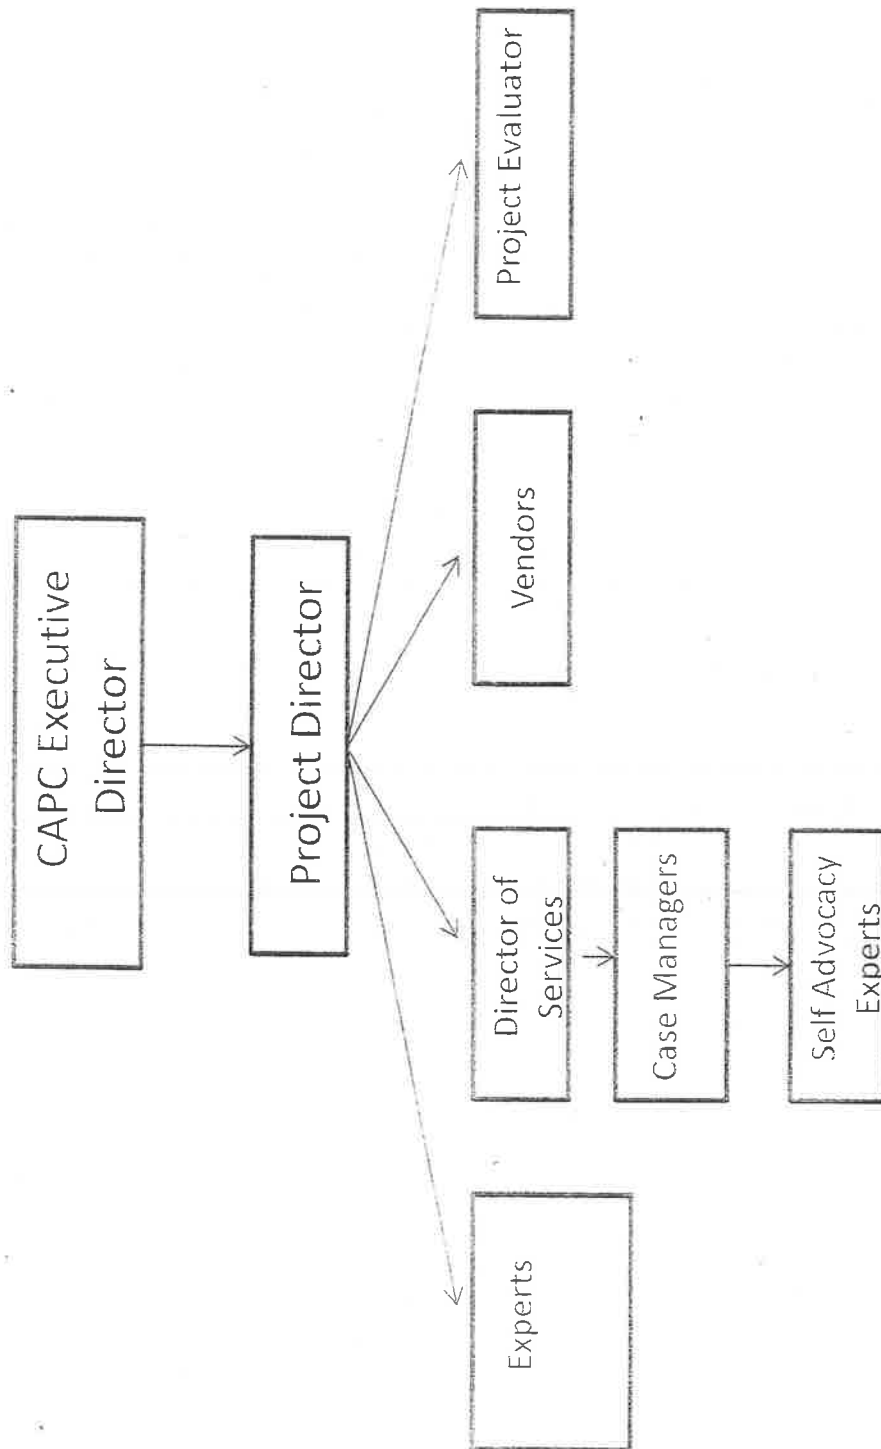 CAPC Executive
Director
Project Director
Experts
Director of
Services
Vendors
Project Evaluator
Case Managers
Self Advocacy
Experts